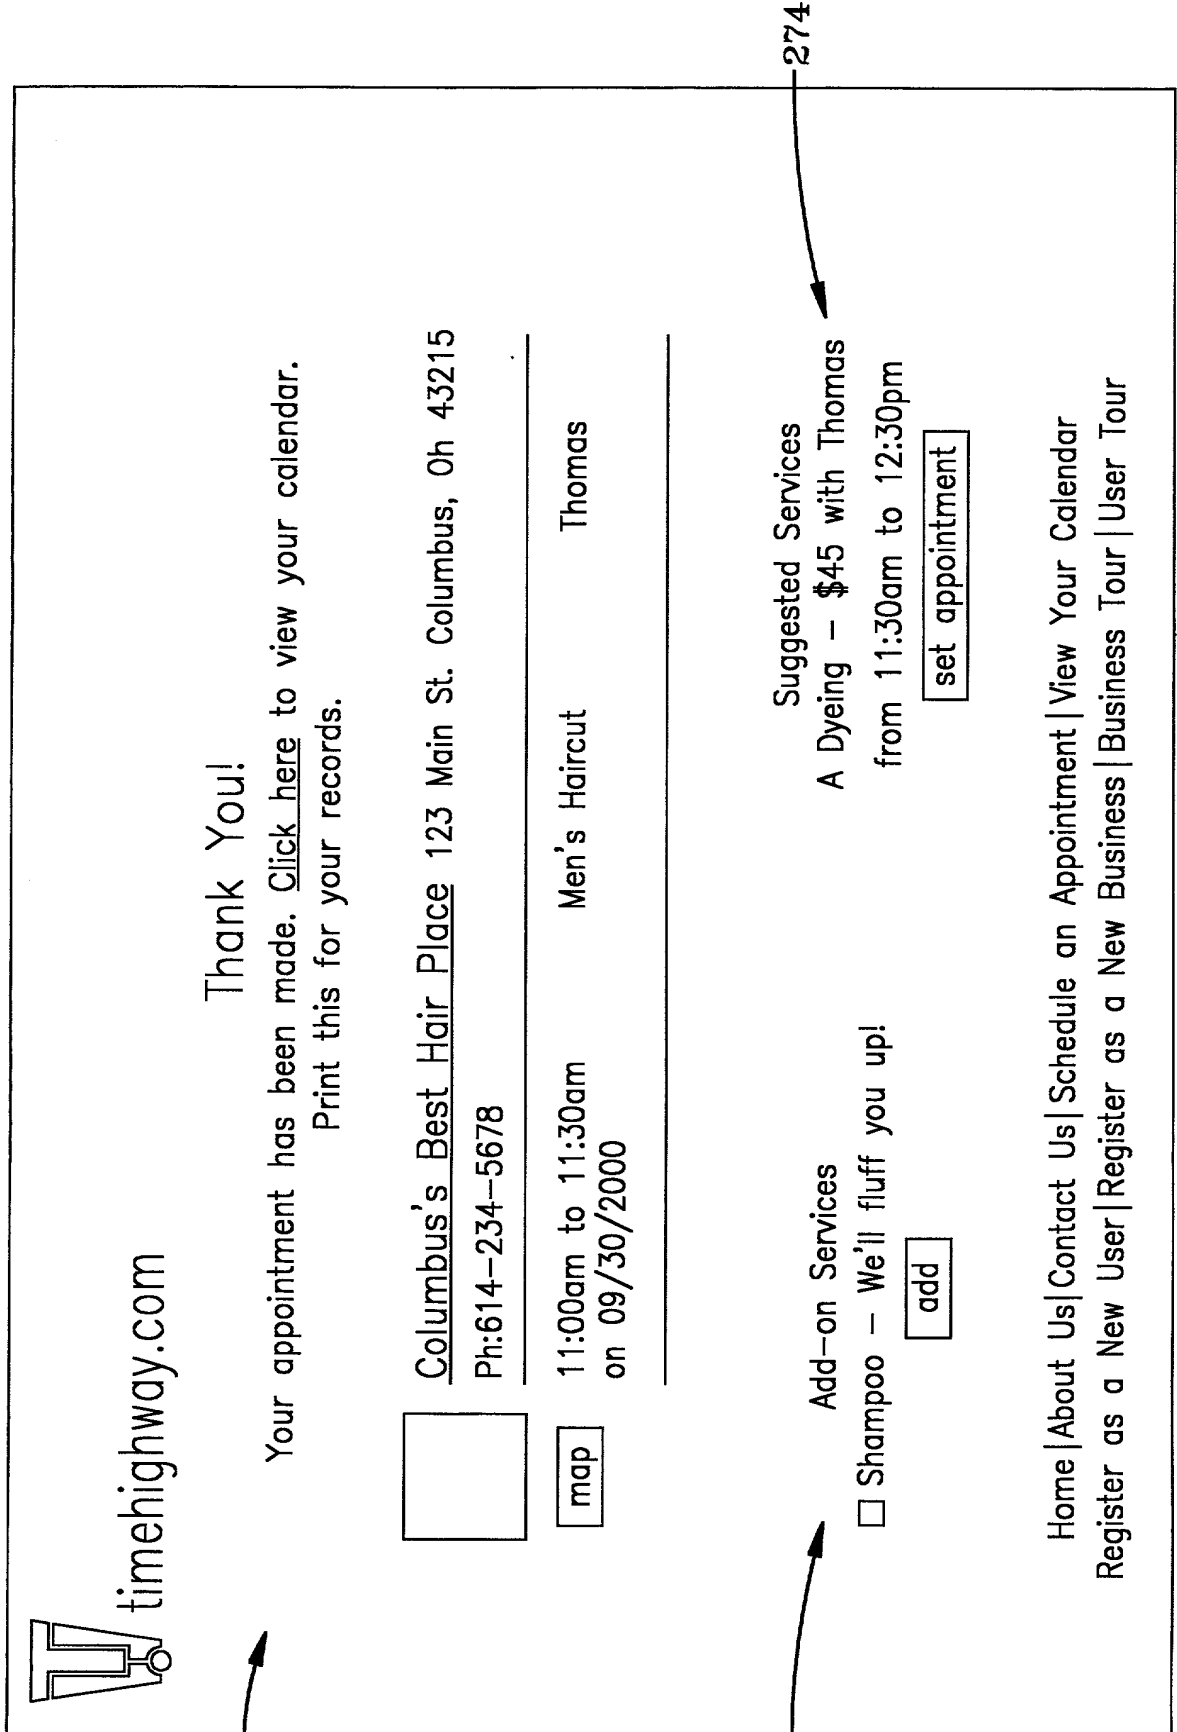 timehighway.com
Thank You!
Your appointment has been made. Click here to view your calendar.
Print this for your records.
Columbus's Best Hair Place 123 Main St. Columbus, Oh 43215
Ph:614-234-5678
map
11:00am to 11:30am Men's Haircut Thomas
on 09/30/2000
Add-on Services
Shampoo - We'll fluff you up!
add
Suggested Services
A Dyeing - $45 with Thomas
from 11:30am to 12:30pm
set appointment
274
Home|About Us|Contact Us|Schedule an Appointment|View Your Calendar
Register as a New User|Register as a New Business|Business Tour|User Tour